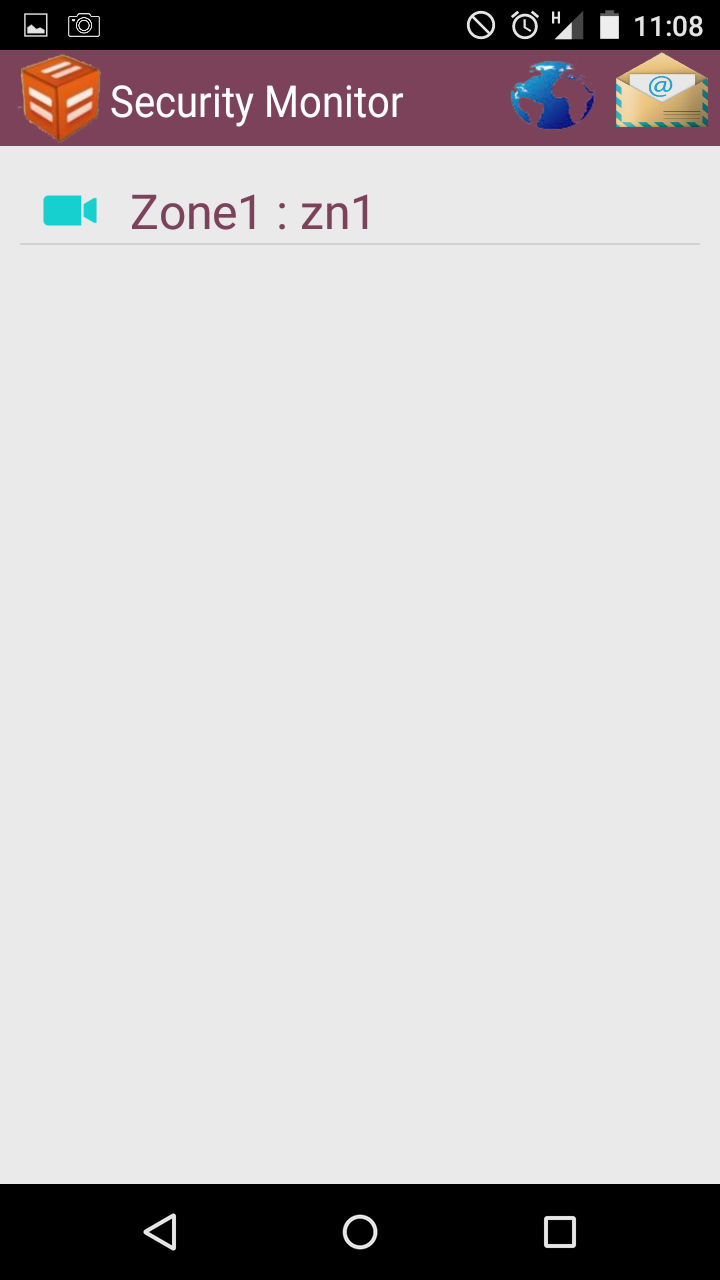 H 11:08
Security Monitor
@
Zone1 : zn1